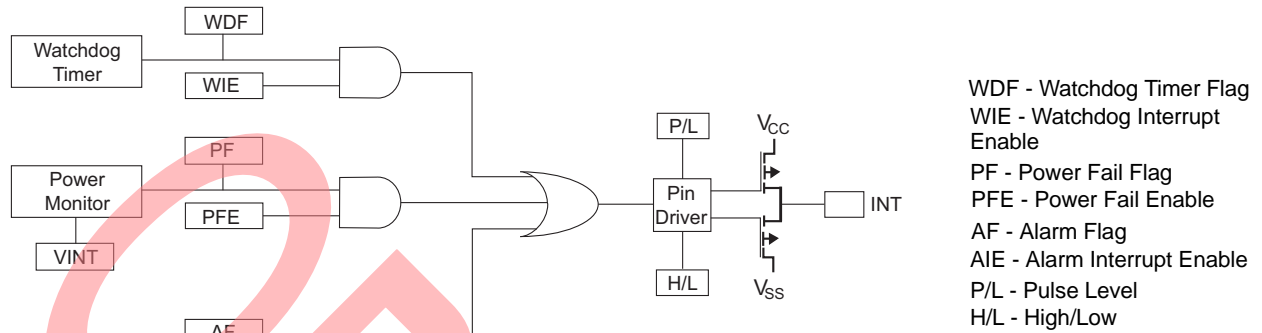 WDF
Watchdog
Timer
WIE
PF
Power
Monitor
PFE
VINT
AF
P/L
VCC
Pin
Driver
INT
H/L
VSS
WDF - Watchdog Timer Flag
WIE - Watchdog Interrupt
Enable
PF - Power Fail Flag
PFE - Power Fail Enable
AF - Alarm Flag
AIE - Alarm Interrupt Enable
P/L - Pulse Level
H/L - High/Low